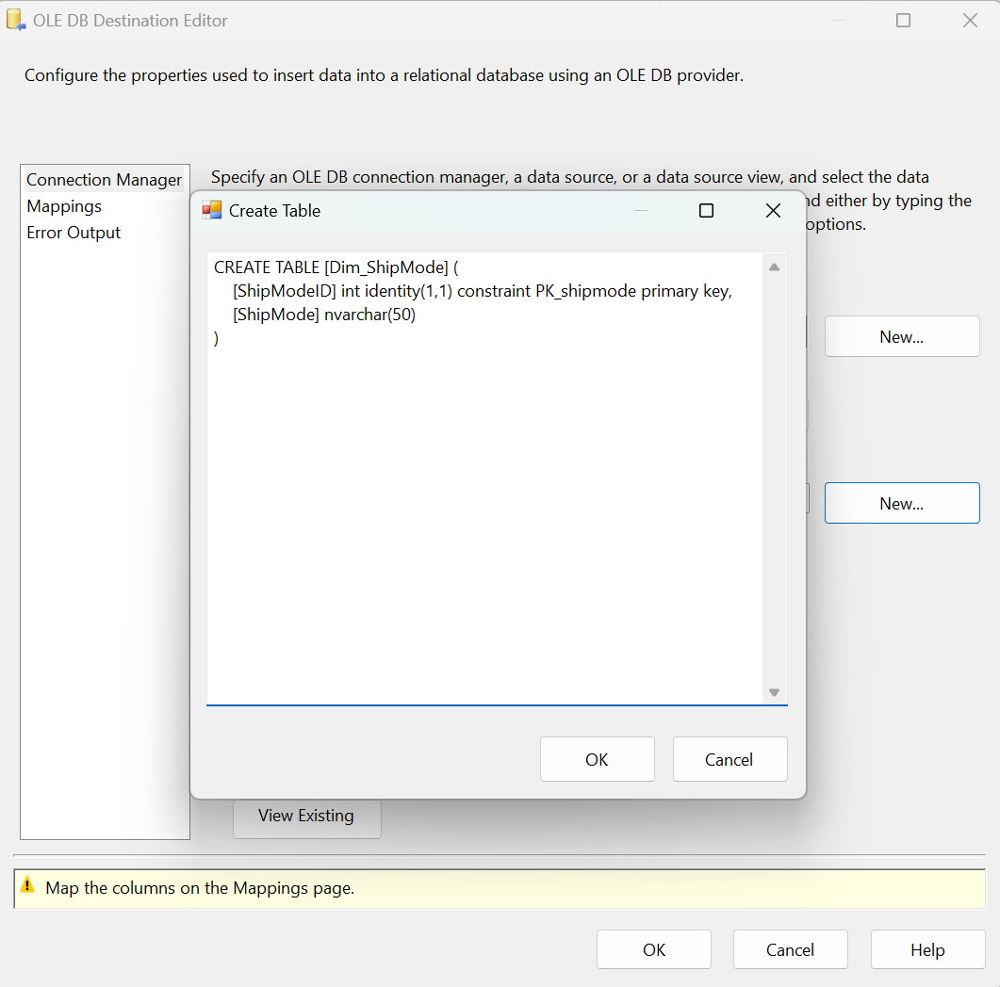 OLE DB Destination Editor
Configure the properties used to insert data into a relational database using an OLE DB provider.
Connection Manager
Mappings
Error Output
Specify an OLE DB connection manager, a data source, or a data source view, and select the data
and either by typing the
options.
Create Table
CREATE TABLE [Dim_ShipMode] (
[ShipModeID] int identity(1,1) constraint PK_shipmode primary key,
[ShipMode] nvarchar(50)
)
New...
New...
OK
Cancel
View Existing
Map the columns on the Mappings page.
OK
Cancel
Help